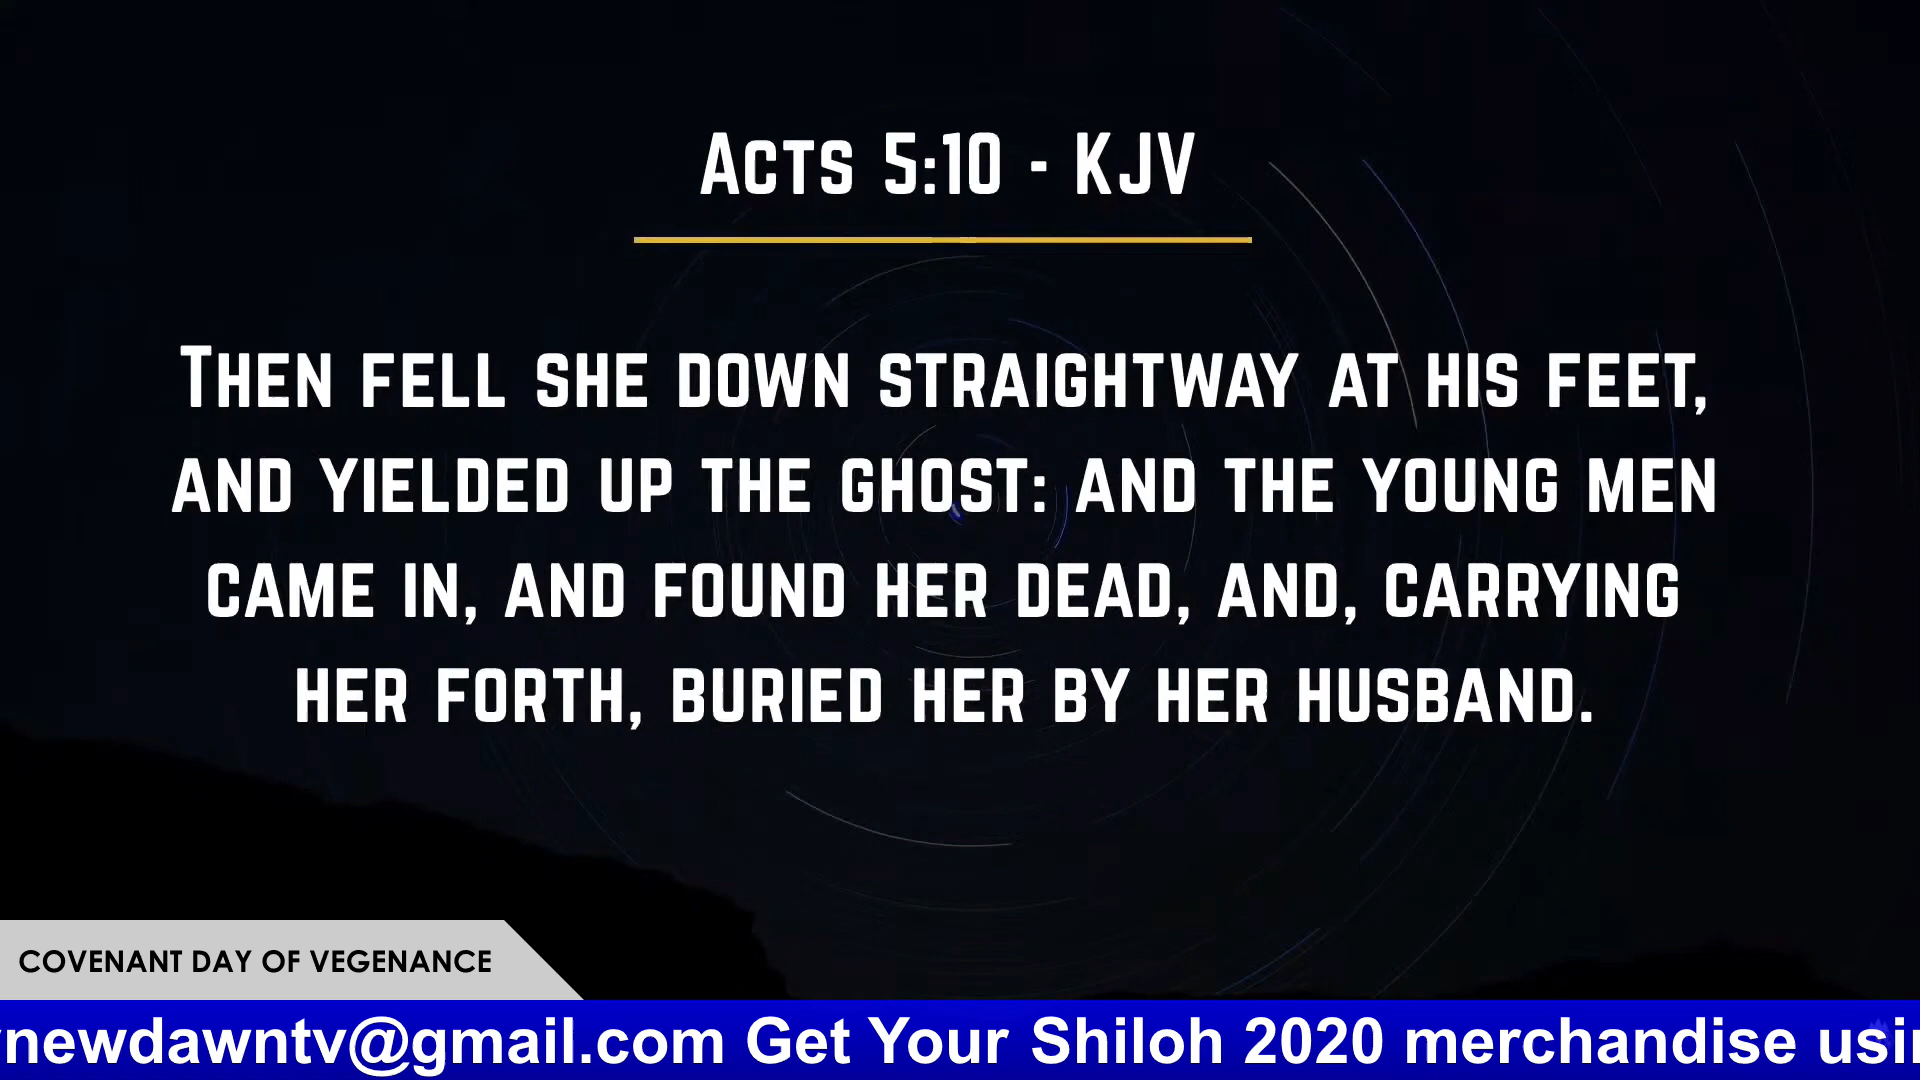 Acts 5:10 - KJV
Then fell she down straightway at his feet,
and yielded up the ghost: and the young men
came in, and found her dead, and, carrying
her forth, buried her by her husband.
COVENANT DAY OF VEGENANCE
newdawntv@gmail.com Get Your Shiloh 2020 merchandise